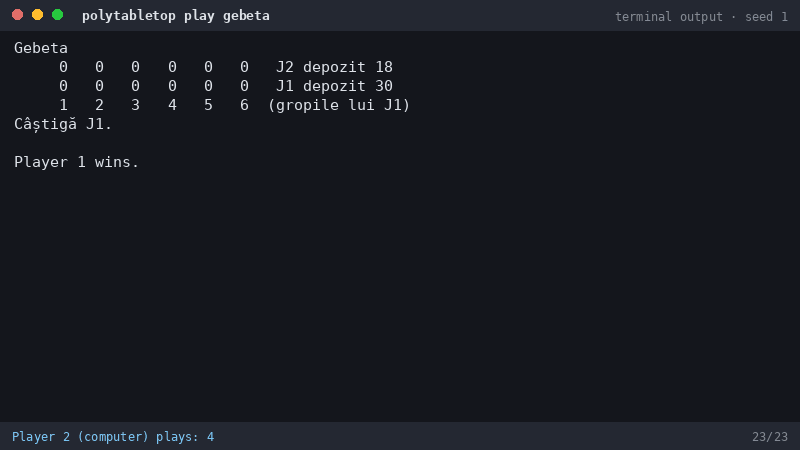 polytabletop play gebeta
terminal output · seed 1
Gebeta
0 0 0 0 0 0 J2 depozit 18
0 0 0 0 0 0 J1 depozit 30
1 2 3 4 5 6 (gropile lui J1)
Câștigă J1.
Player 1 wins.
Player 2 (computer) plays: 4
23/23